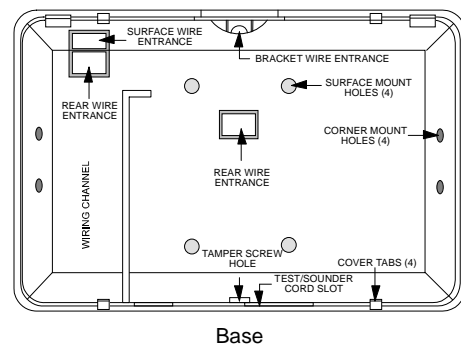 SURFACE WIRE
ENTRANCE
BRACKET WIRE ENTRANCE
REAR WIRE
ENTRANCE
SURFACE MOUNT
HOLES (4)
CORNER MOUNT
HOLES (4)
REAR WIRE
ENTRANCE
WIRING CHANNEL
TAMPER SCREW
HOLE
COVER TABS (4)
TEST/SOUNDER
CORD SLOT
Base